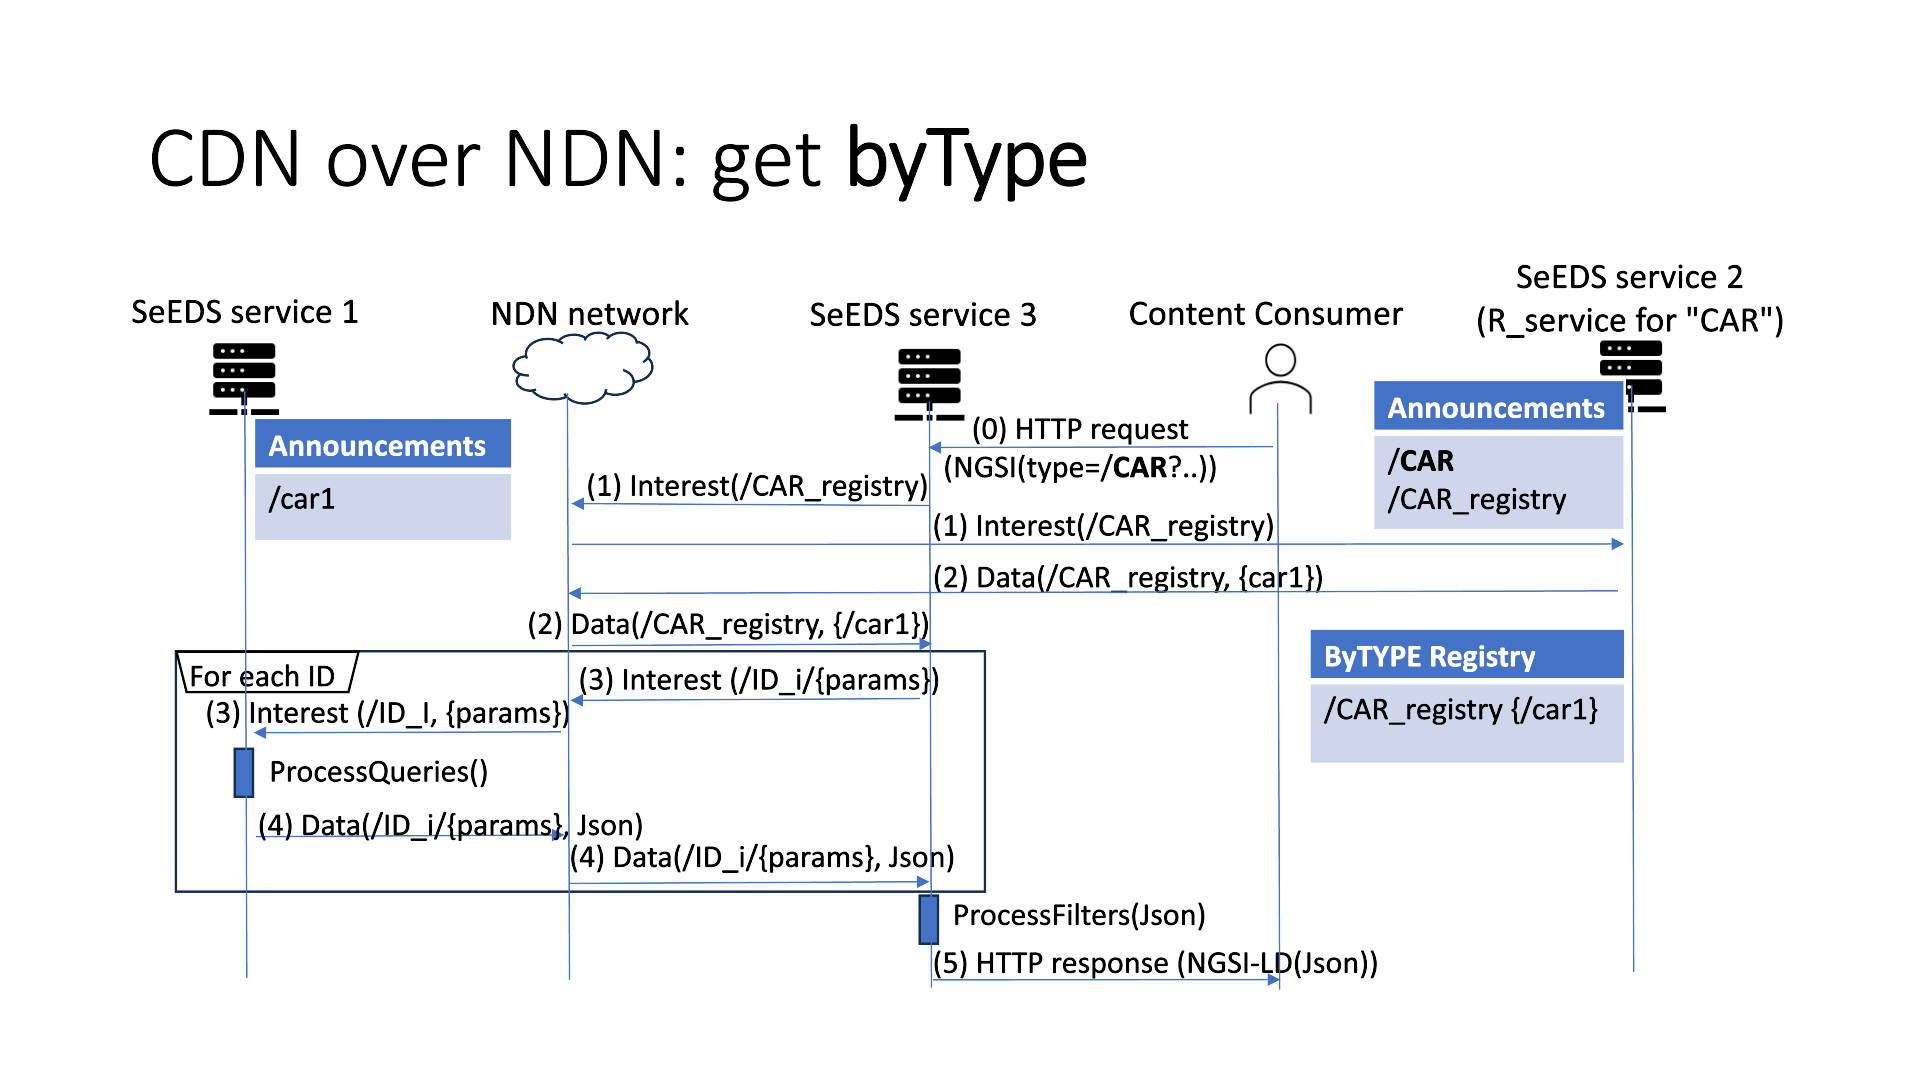 CDN over NDN: get byType
SeEDS service 1
NDN network
SeEDS service 3
Content Consumer
SeEDS service 2
(R_service for "CAR")
Announcements
/car1
Announcements
/CAR
/CAR_registry
(0) HTTP request
(NGSI(type=/CAR?..))
(1) Interest(/CAR_registry)
(1) Interest(/CAR_registry)
(2) Data(/CAR_registry, {car1})
(2) Data(/CAR_registry, {/car1})
ByTYPE Registry
/CAR_registry {/car1}
For each ID
(3) Interest (/ID_i/{params})
(3) Interest (/ID_I, {params})
ProcessQueries()
(4) Data(/ID_i/{params}, Json)
(4) Data(/ID_i/{params}, Json)
ProcessFilters(Json)
(5) HTTP response (NGSI-LD(Json))